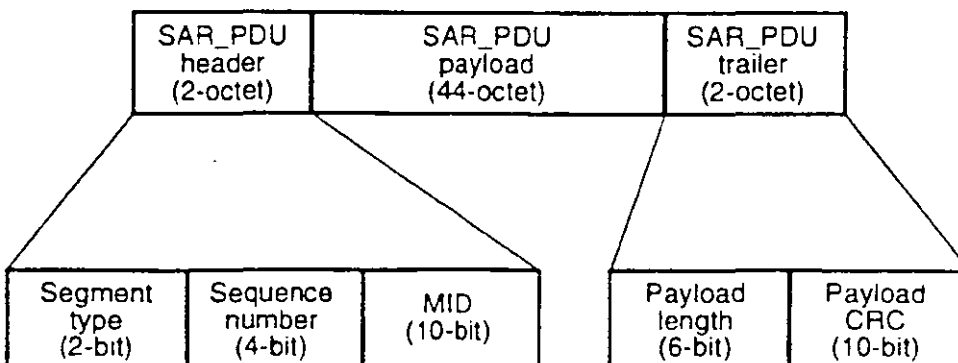 SAR_PDU
header
(2-octet)
SAR_PDU
payload
(44-octet)
SAR_PDU
trailer
(2-octet)
Segment
type
(2-bit)
Sequence
number
(4-bit)
MID
(10-bit)
Payload
length
(6-bit)
Payload
CRC
(10-bit)